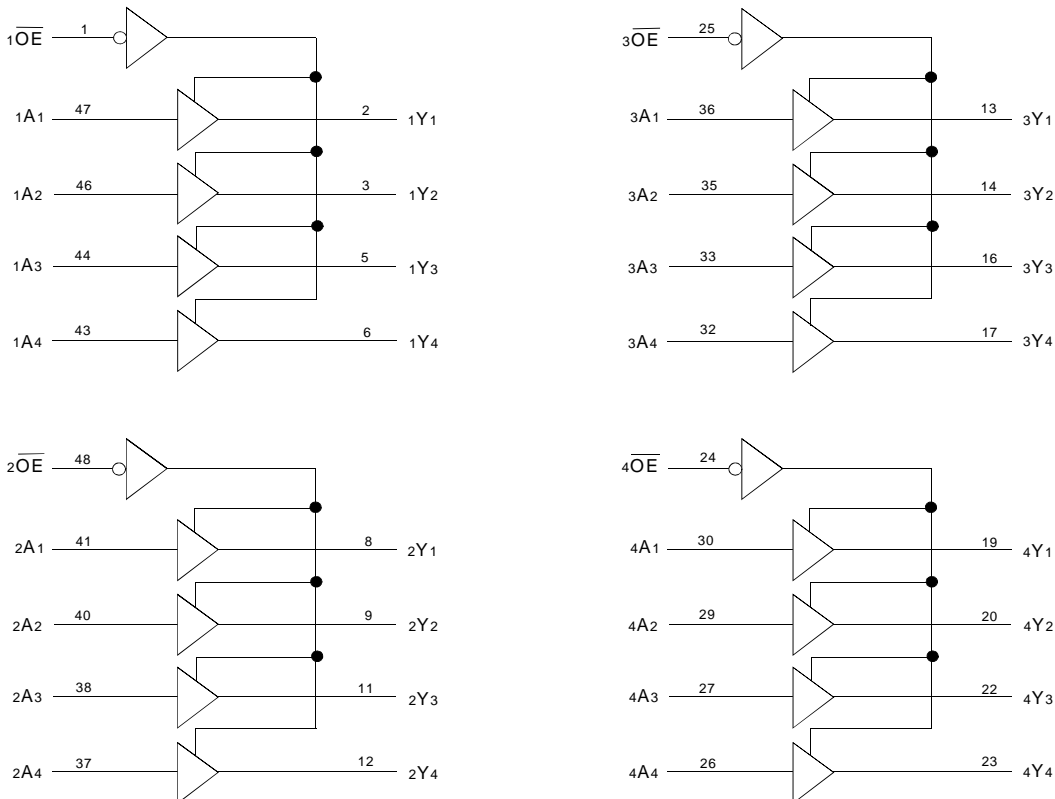 1OE 1
1A1 47 2 1Y1
1A2 46 3 1Y2
1A3 44 5 1Y3
1A4 43 6 1Y4
3OE 25
3A1 36 13 3Y1
3A2 35 14 3Y2
3A3 33 16 3Y3
3A4 32 17 3Y4
2OE 48
2A1 41 8 2Y1
2A2 40 9 2Y2
2A3 38 11 2Y3
2A4 37 12 2Y4
4OE 24
4A1 30 19 4Y1
4A2 29 20 4Y2
4A3 27 22 4Y3
4A4 26 23 4Y4